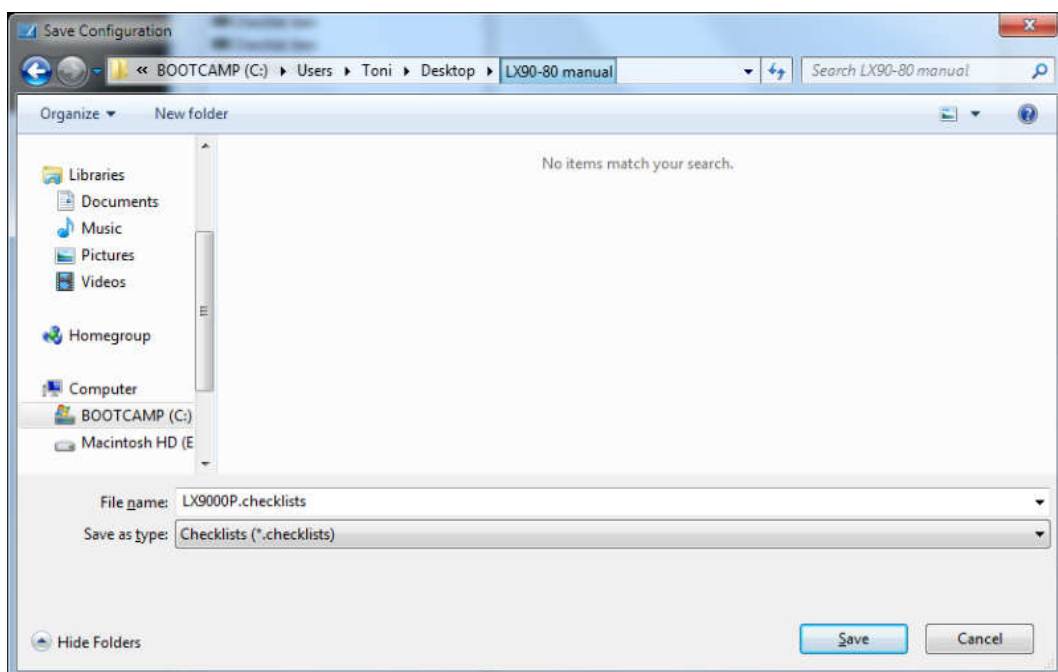 Save Configuration
« BOOTCAMP (C:) ▸ Users ▸ Toni ▸ Desktop ▸ LX90-80 manual
Search LX90-80 manual
Organize
New folder
No items match your search.
Libraries
Documents
Music
Pictures
Videos
Homegroup
Computer
BOOTCAMP (C:)
Macintosh HD (E
File name: LX9000P.checklists
Save as type: Checklists (*.checklists)
Hide Folders
Save
Cancel